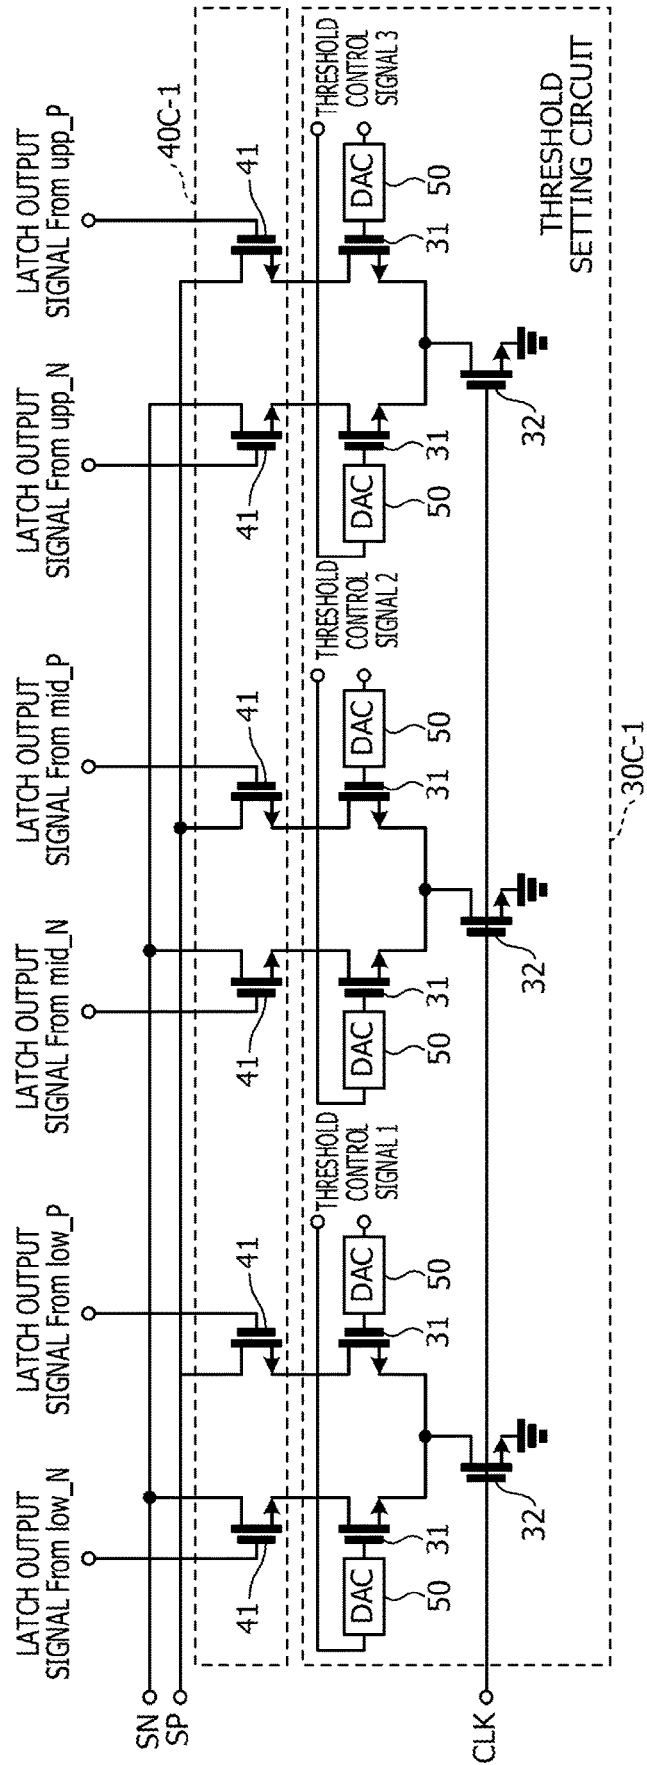 LATCH OUTPUT
SIGNAL From low_N
LATCH OUTPUT
SIGNAL From low_P
LATCH OUTPUT
SIGNAL From mid_N
LATCH OUTPUT
SIGNAL From mid_P
LATCH OUTPUT
SIGNAL From upp_N
LATCH OUTPUT
SIGNAL From upp_P
SN
SP
40C-1
41
41
41
41
41
41
THRESHOLD
CONTROL
SIGNAL 1
THRESHOLD
CONTROL
SIGNAL 2
THRESHOLD
CONTROL
SIGNAL 3
DAC
DAC
DAC
DAC
DAC
DAC
50
31
31
50
50
31
31
50
50
31
31
50
CLK
32
32
32
THRESHOLD
SETTING CIRCUIT
30C-1